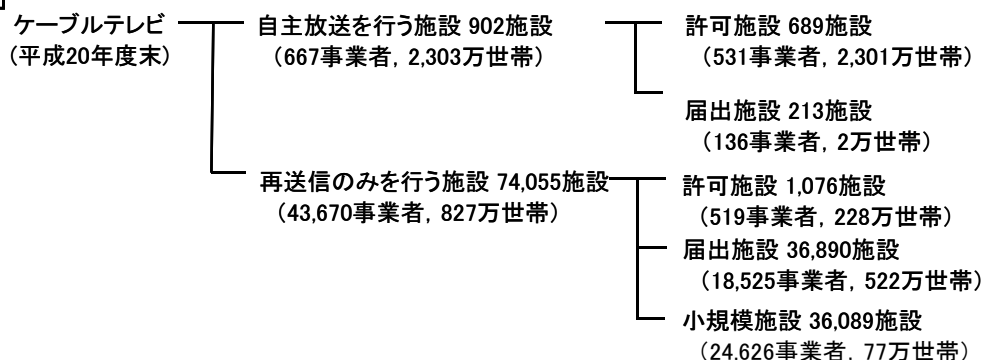 ケーブルテレビ
(平成20年度末)
自主放送を行う施設 902施設
(667事業者, 2,303万世帯)
許可施設 689施設
(531事業者, 2,301万世帯)
届出施設 213施設
(136事業者, 2万世帯)
再送信のみを行う施設 74,055施設
(43,670事業者, 827万世帯)
許可施設 1,076施設
(519事業者, 228万世帯)
届出施設 36,890施設
(18,525事業者, 522万世帯)
小規模施設 36,089施設
(24,626事業者, 77万世帯)